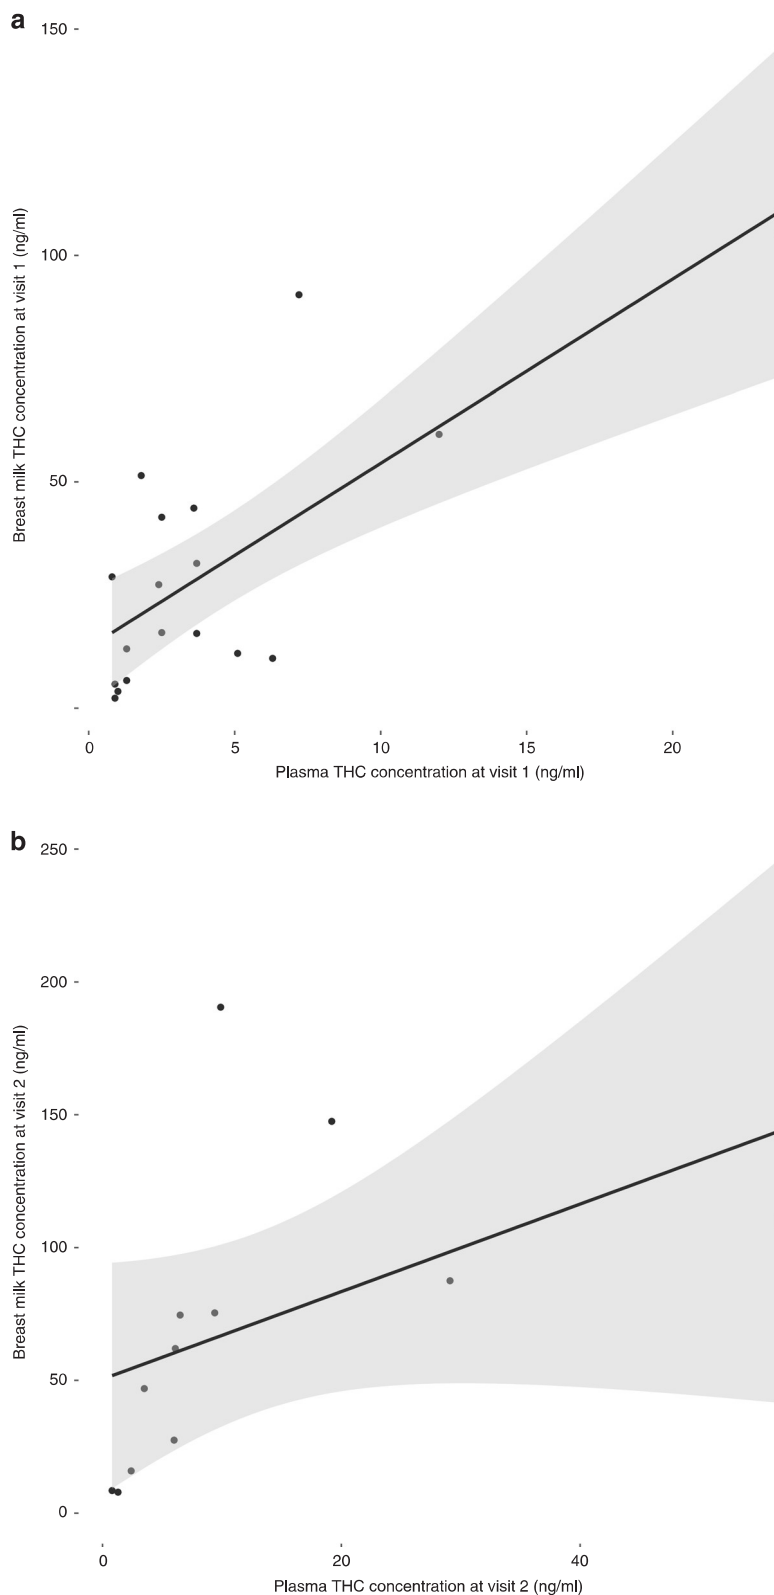 a
150
100
50
Breast milk THC concentration at visit 1 (ng/ml)
0 5 10 15 20
Plasma THC concentration at visit 1 (ng/ml)
b
250
200
150
100
50
0
Breast milk THC concentration at visit 2 (ng/ml)
0 20 40
Plasma THC concentration at visit 2 (ng/ml)